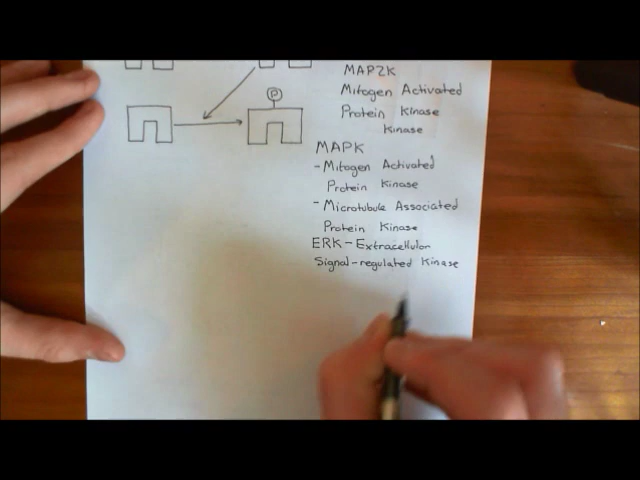 P
MAP2K
Mitogen Activated
Protein Kinase
Kinase
MAPK
- Mitogen Activated
Protein Kinase
- Microtubule Associated
Protein Kinase
ERK - Extracellular
Signal-regulated Kinase